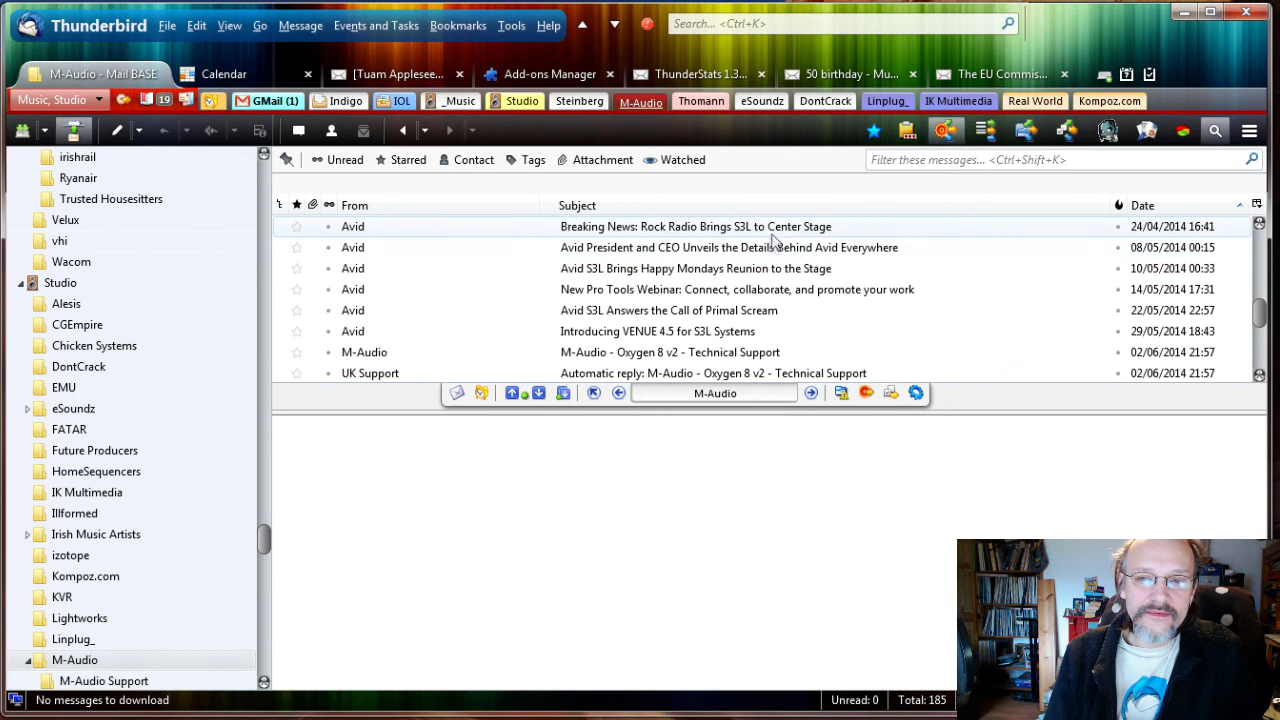 Thunderbird File Edit View Go Message Events and Tasks Bookmarks Tools Help Search... <Ctrl+K>
M-Audio - Mail BASE Calendar [Tuam Applesee... Add-ons Manager ThunderStats 1.3... 50 birthday - Mu... The EU Commis...
Music, Studio 19 GMail (1) Indigo IOL _Music Studio Steinberg M-Audio Thomann eSoundz DontCrack Linplug_ IK Multimedia Real World Kompoz.com
Unread Starred Contact Tags Attachment Watched Filter these messages... <Ctrl+Shift+K>
From Subject Date
Avid Breaking News: Rock Radio Brings S3L to Center Stage 24/04/2014 16:41
Avid Avid President and CEO Unveils the Details Behind Avid Everywhere 08/05/2014 00:15
Avid Avid S3L Brings Happy Mondays Reunion to the Stage 10/05/2014 00:33
Avid New Pro Tools Webinar: Connect, collaborate, and promote your work 14/05/2014 17:31
Avid Avid S3L Answers the Call of Primal Scream 22/05/2014 22:57
Avid Introducing VENUE 4.5 for S3L Systems 29/05/2014 18:43
M-Audio M-Audio - Oxygen 8 v2 - Technical Support 02/06/2014 21:57
UK Support Automatic reply: M-Audio - Oxygen 8 v2 - Technical Support 02/06/2014 21:57
M-Audio
irishrail
Ryanair
Trusted Housesitters
Velux
vhi
Wacom
Studio
Alesis
CGEmpire
Chicken Systems
DontCrack
EMU
eSoundz
FATAR
Future Producers
HomeSequencers
IK Multimedia
Illformed
Irish Music Artists
izotope
Kompoz.com
KVR
Lightworks
Linplug_
M-Audio
M-Audio Support
No messages to download Unread: 0 Total: 185